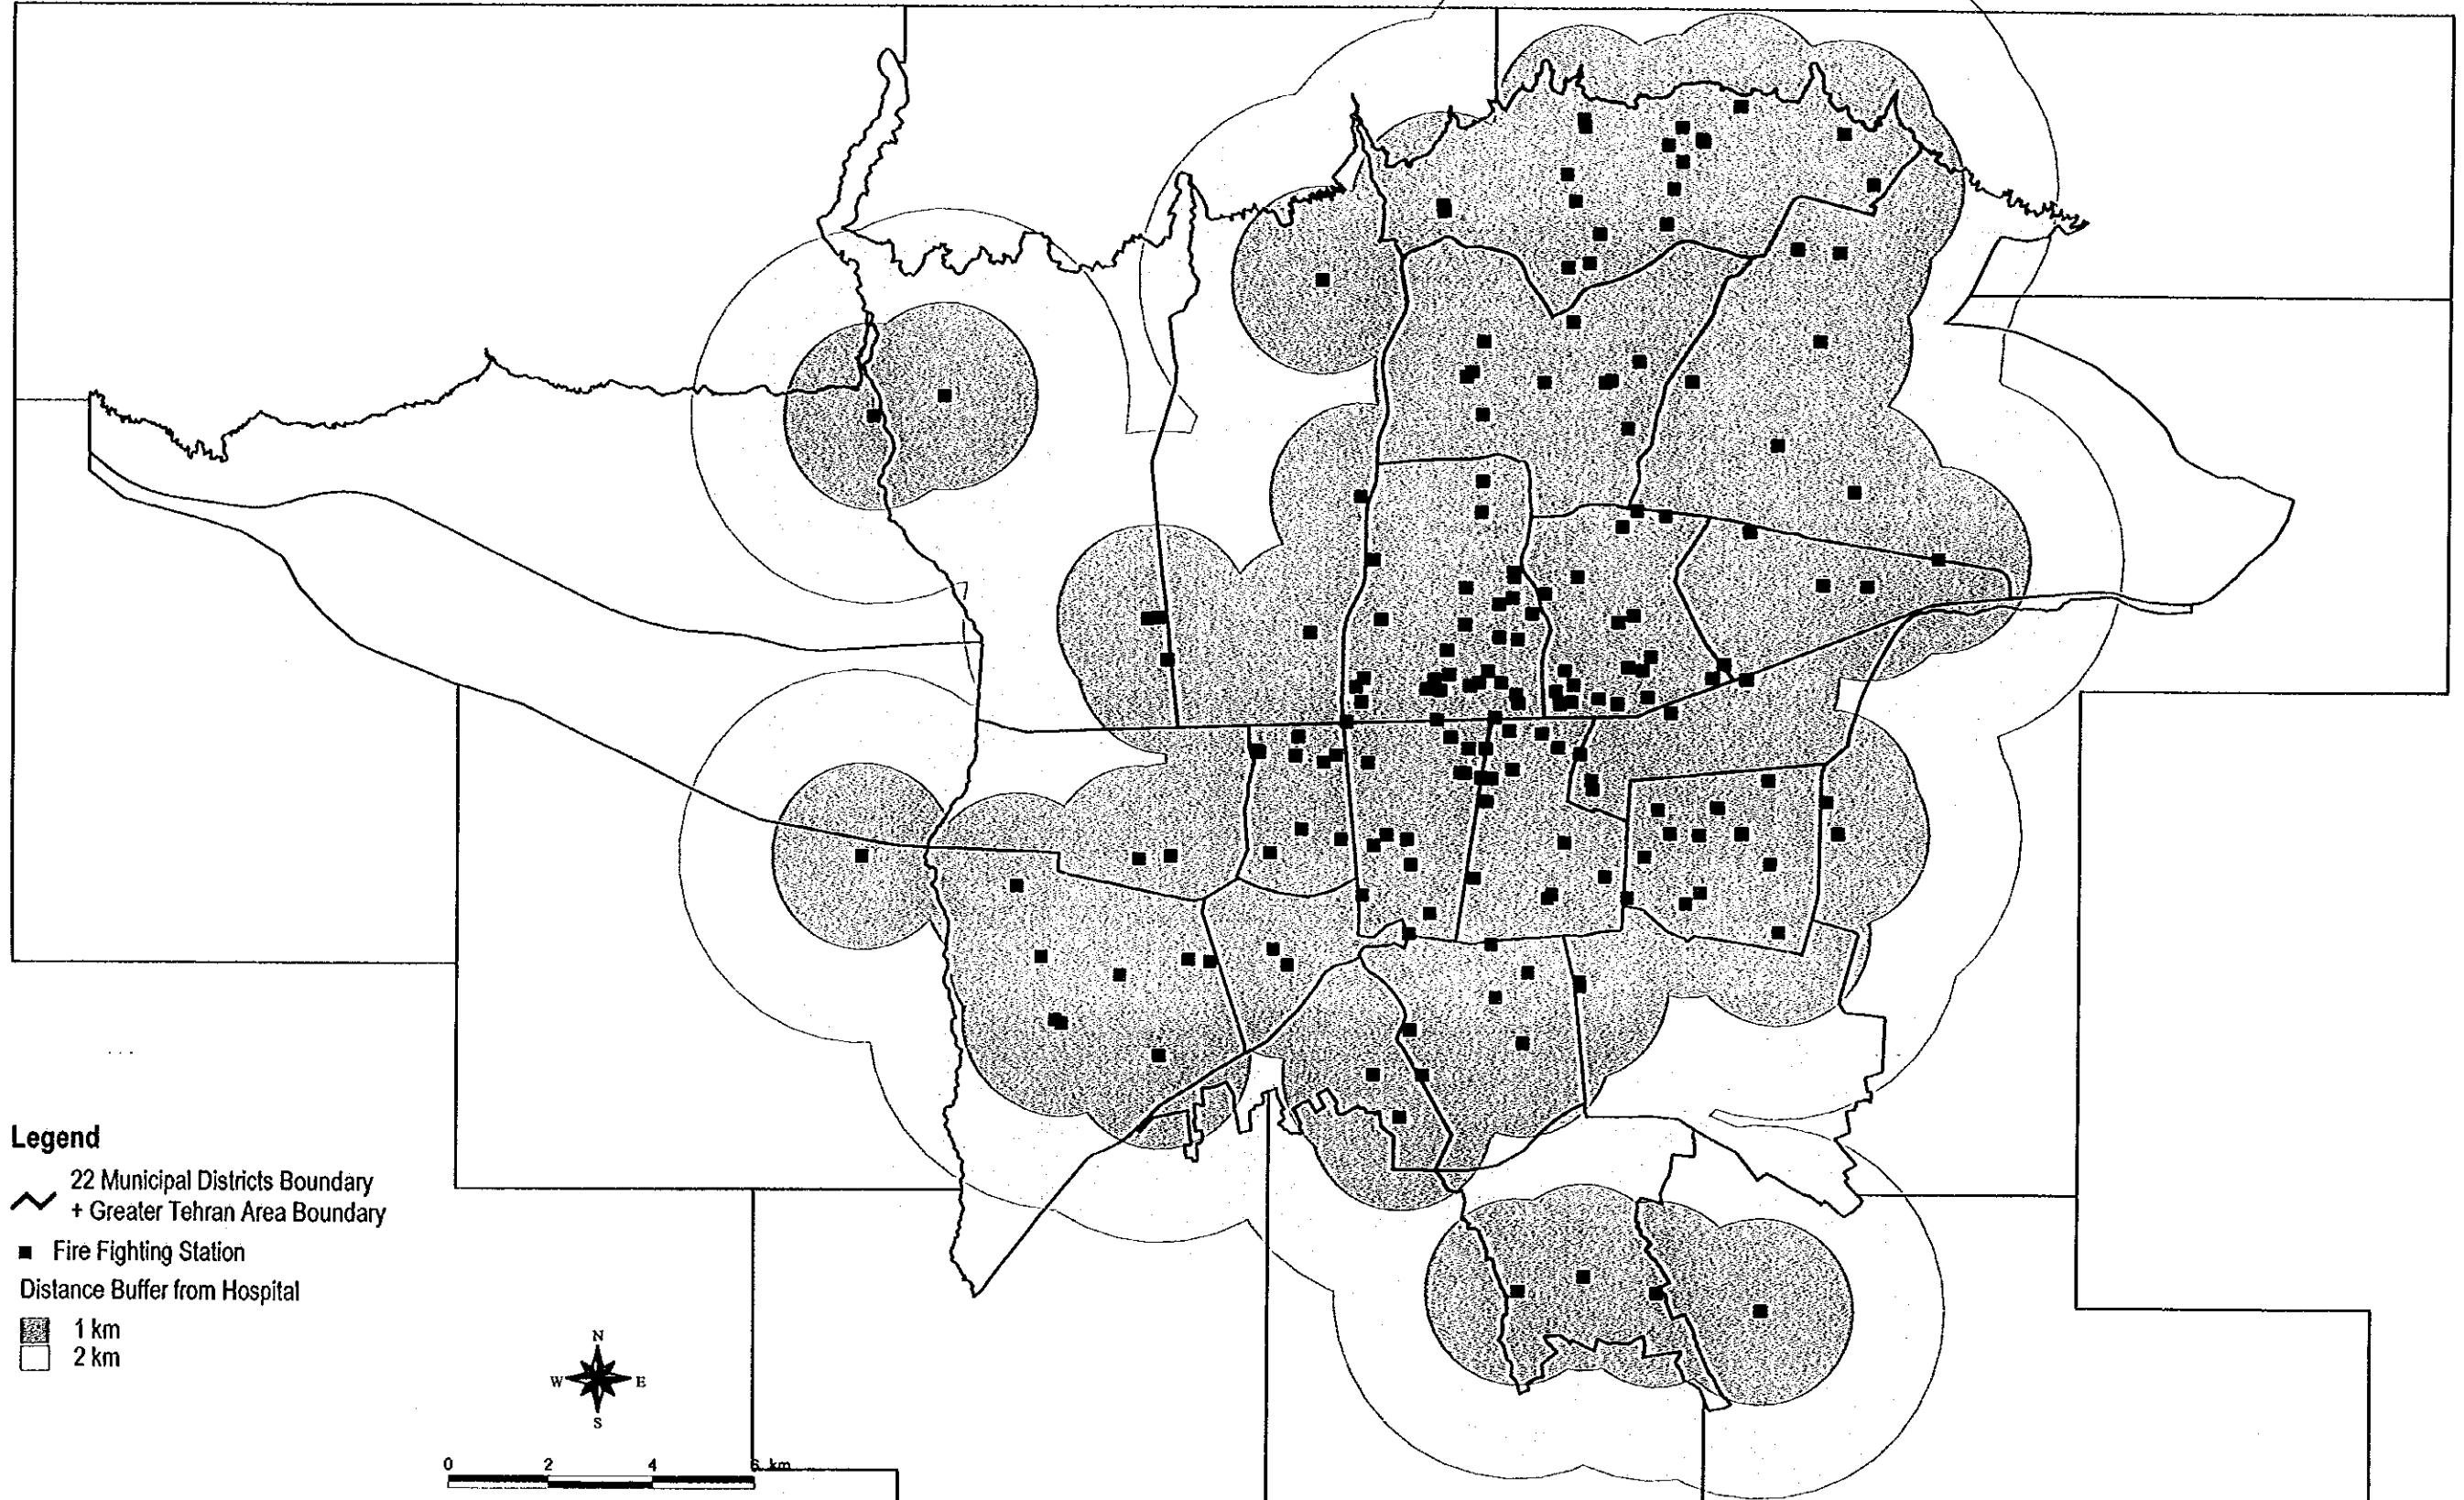 Legend
22 Municipal Districts Boundary
+ Greater Tehran Area Boundary
Fire Fighting Station
Distance Buffer from Hospital
1 km
2 km
N
W E
S
0 2 4 6 km